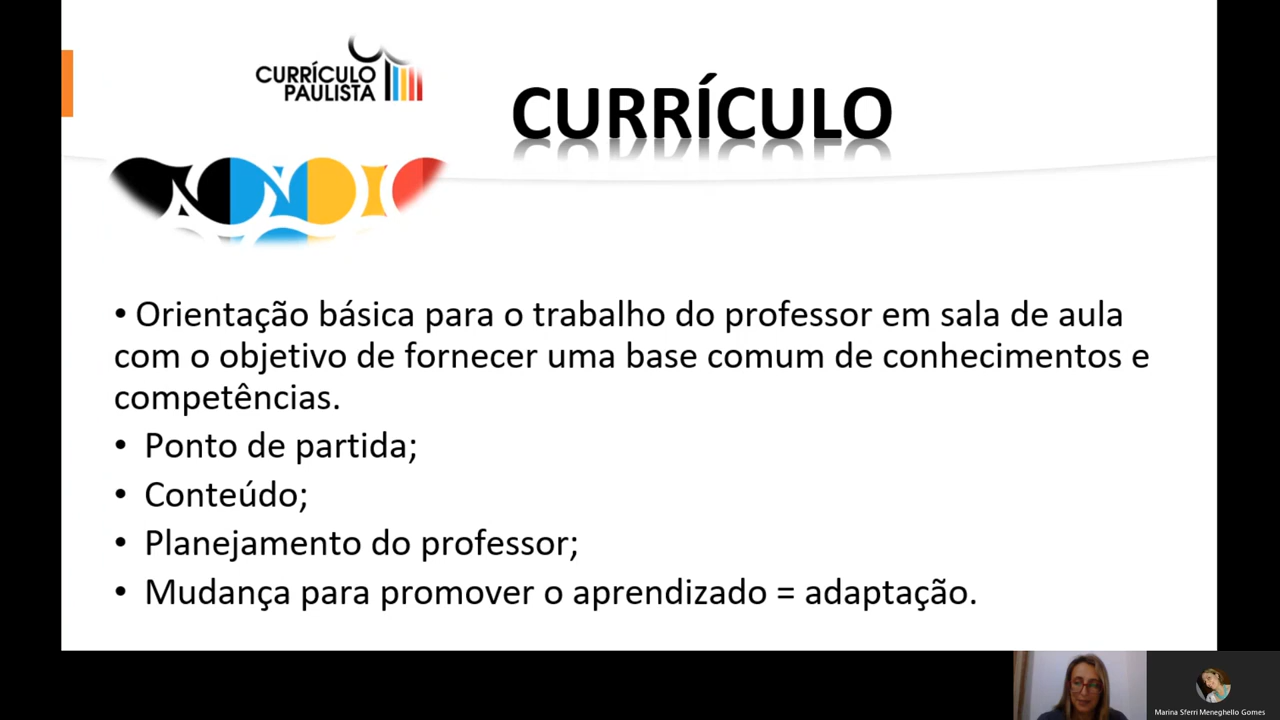 CURRÍCULO
PAULISTA
CURRÍCULO
• Orientação básica para o trabalho do professor em sala de aula
com o objetivo de fornecer uma base comum de conhecimentos e
competências.
• Ponto de partida;
• Conteúdo;
• Planejamento do professor;
• Mudança para promover o aprendizado = adaptação.
Marina Sferri Meneghello Gomes